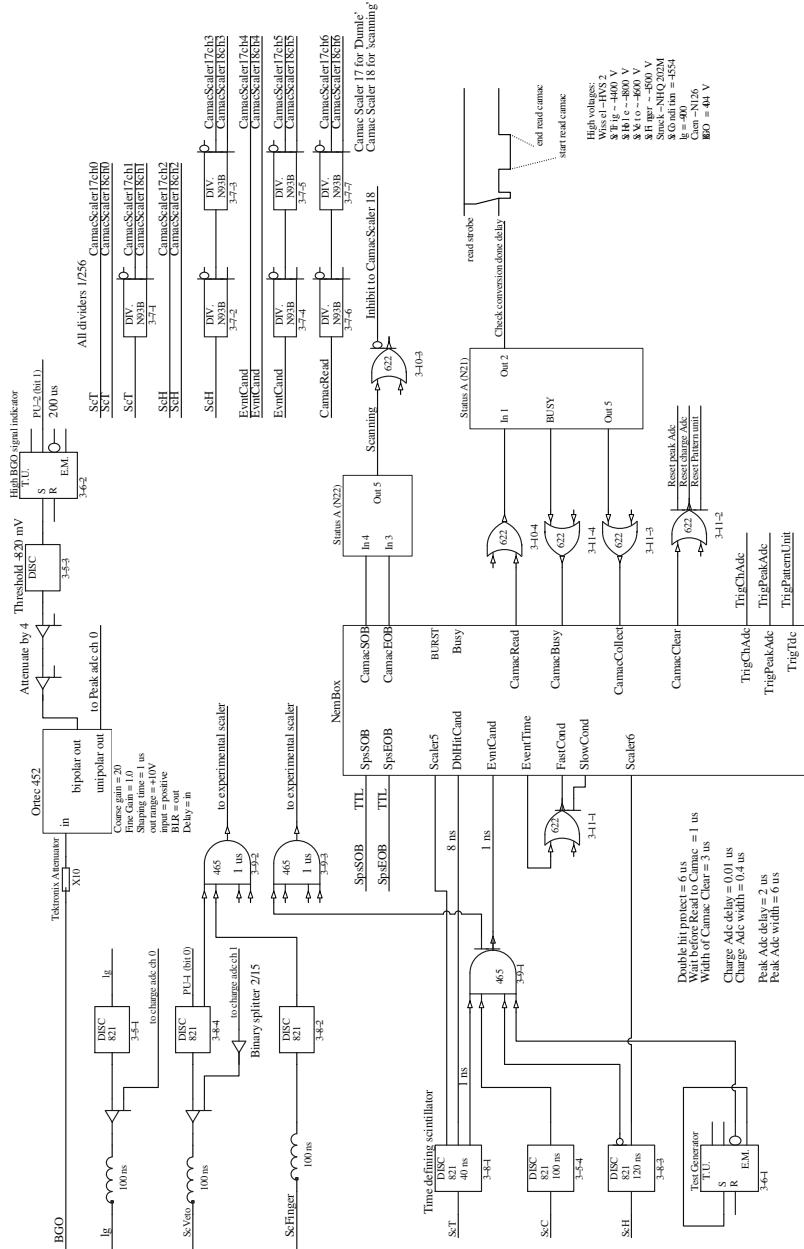 BGO
Tektronix Attenuator
X10
Ortec 452
in
bipolar out
unipolar out
to Peak adc ch 0
Coarse gain = 20
Fine Gain = 1.0
Shaping time = 1 us
out range = +10V
input = positive
BLR = out
Delay = in
Attenuate by 4
Threshold -820 mV
DISC
3-5-3
High BGO signal indicator
T.U.
S
R
E.M.
3-6-2
PU-2 (bit 1)
200 us
All dividers 1/256
ScT
ScT
CamacScaler17ch0
CamacScaler18ch0
ScT
DIV.
N93B
3-7-1
CamacScaler17ch1
CamacScaler18ch1
ScH
ScH
CamacScaler17ch2
CamacScaler18ch2
ScH
DIV.
N93B
3-7-2
DIV.
N93B
3-7-3
CamacScaler17ch3
CamacScaler18ch3
EvntCand
EvntCand
CamacScaler17ch4
CamacScaler18ch4
EvntCand
DIV.
N93B
3-7-4
DIV.
N93B
3-7-5
CamacScaler17ch5
CamacScaler18ch5
CamacRead
DIV.
N93B
3-7-6
DIV.
N93B
3-7-7
CamacScaler17ch6
CamacScaler18ch6
Camac Scaler 17 for 'Dumle'
Camac Scaler 18 for 'scanning'
Ig
100 ns
DISC
821
3-5-1
Ig
to charge adc ch 0
ScVeto
100 ns
DISC
821
3-8-4
PU-1 (bit 0)
to charge adc ch 1
Binary splitter 2/15
ScFinger
100 ns
DISC
821
3-8-2
465
1 us
3-9-2
to experimental scaler
465
1 us
3-9-3
to experimental scaler
Status A (N22)
In 4
In 3
Out 5
Scanning
622
3-10-3
Inhibit to CamacScaler 18
NemBox
SpsSOB
TTL
SpsSOB
SpsEOB
TTL
SpsEOB
CamacSOB
CamacEOB
BURST
Busy
Scaler5
DblHitCand
EvntCand
EventTime
FastCond
SlowCond
Scaler6
CamacRead
CamacBusy
CamacCollect
CamacClear
TrigChAdc
TrigPeakAdc
TrigTdc
TrigChAdc
TrigPeakAdc
TrigPatternUnit
8 ns
1 ns
1 ns
622
3-11-1
465
3-9-1
Time defining scintillator
ScT
DISC
821
40 ns
3-8-1
ScC
DISC
821
100 ns
3-5-4
ScH
DISC
821
120 ns
3-8-3
Test Generator
T.U.
S
R
E.M.
3-6-1
Double hit protect = 6 us
Wait before Read to Camac = 1 us
Width of Camac Clear = 3 us
Charge Adc delay = 0.01 us
Charge Adc width = 0.4 us
Peak Adc delay = 2 us
Peak Adc width = 6 us
622
3-10-4
622
3-11-4
622
3-11-3
622
3-11-2
Reset peak Adc
Reset charge Adc
Reset Pattern unit
Status A (N21)
In 1
BUSY
Out 5
Out 2
Check conversion done delay
read strobe
start read camac
end read camac
High voltages: